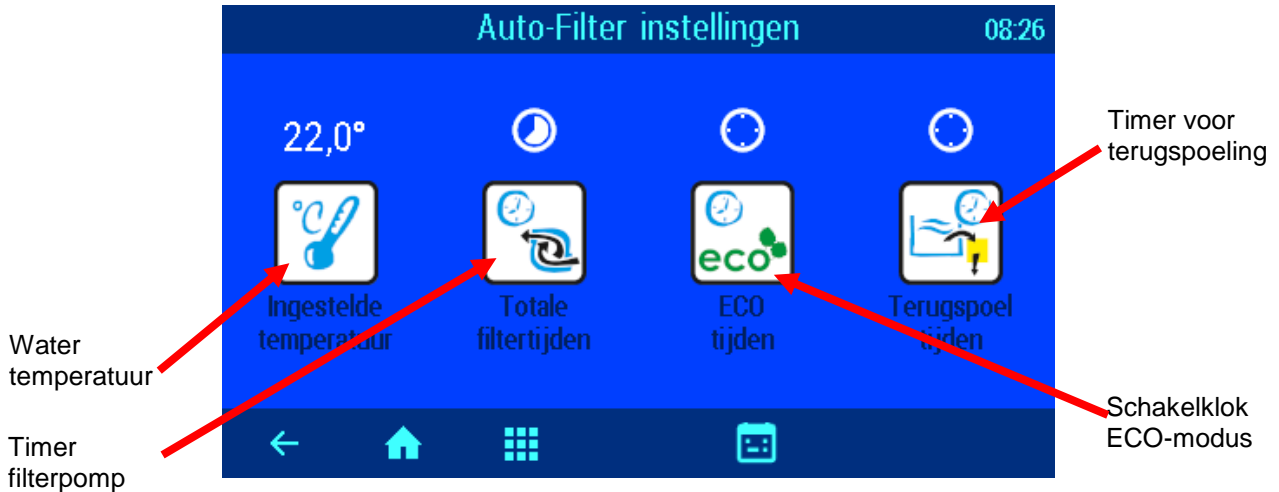 Auto-Filter instellingen
08:26
22,0°
°C
eco
Ingestelde
temperatuur
Totale
filtertijden
ECO
tijden
Terugspoel
tijden
Water
temperatuur
Timer
filterpomp
Timer voor
terugspoeling
Schakelklok
ECO-modus